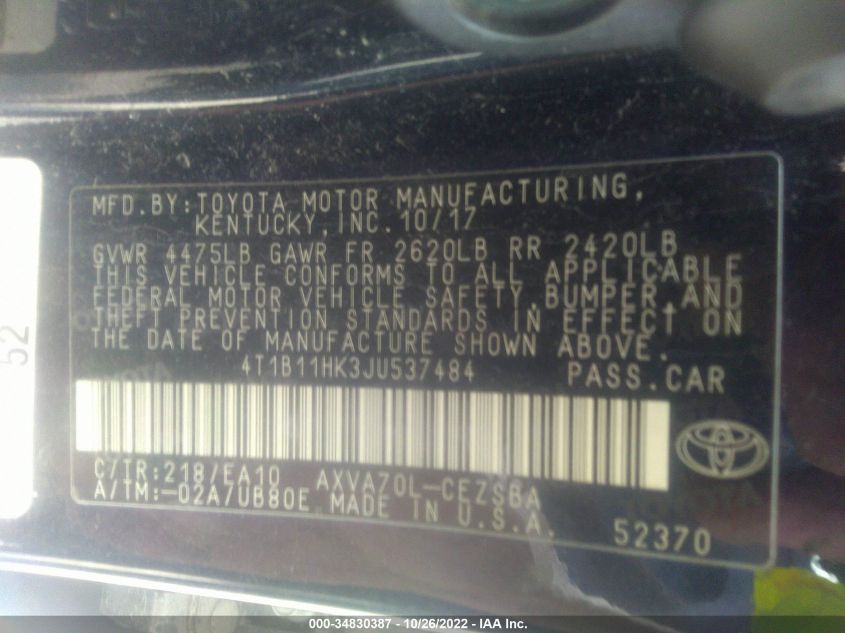 MFD.BY:TOYOTA MOTOR MANUFACTURING,
KENTUCKY,INC. 10/17
GVWR 4475LB GAWR FR 2620LB RR 2420LB
THIS VEHICLE CONFORMS TO ALL APPLICABLE
FEDERAL MOTOR VEHICLE SAFETY,BUMPER,AND
THEFT PREVENTION STANDARDS IN EFFECT ON
THE DATE OF MANUFACTURE SHOWN ABOVE.
4T1B11HK3JU537484 PASS.CAR
C/TR:218/EA10 AXVA70L-CEZSBA
A/TM:-02A/UB80E MADE IN U.S.A.
52370
52
TOYOTA
000-34830387 - 10/26/2022 - IAA Inc.